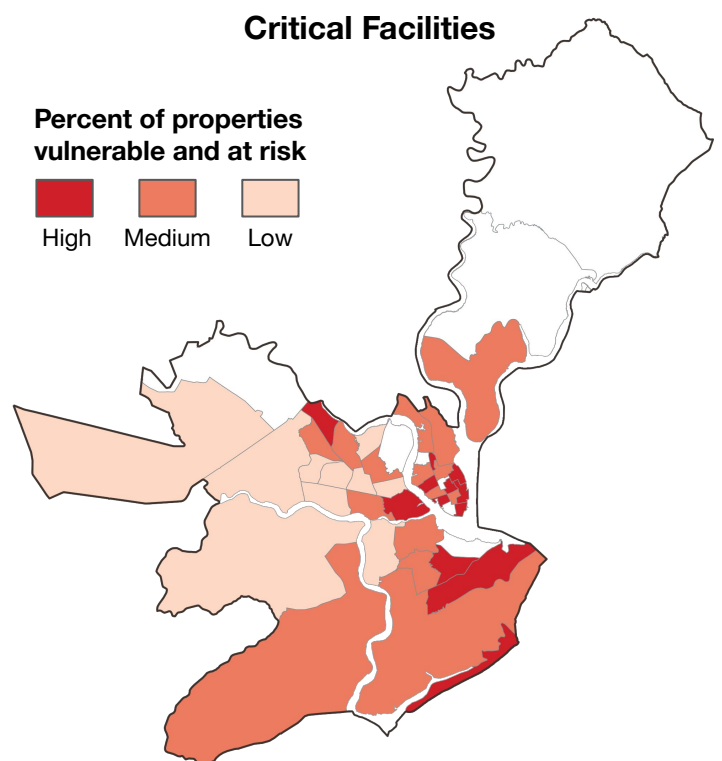 Critical Facilities
Percent of properties
vulnerable and at risk
High Medium Low